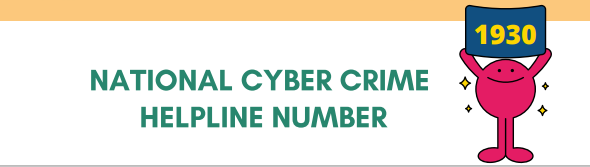 1930
NATIONAL CYBER CRIME
HELPLINE NUMBER